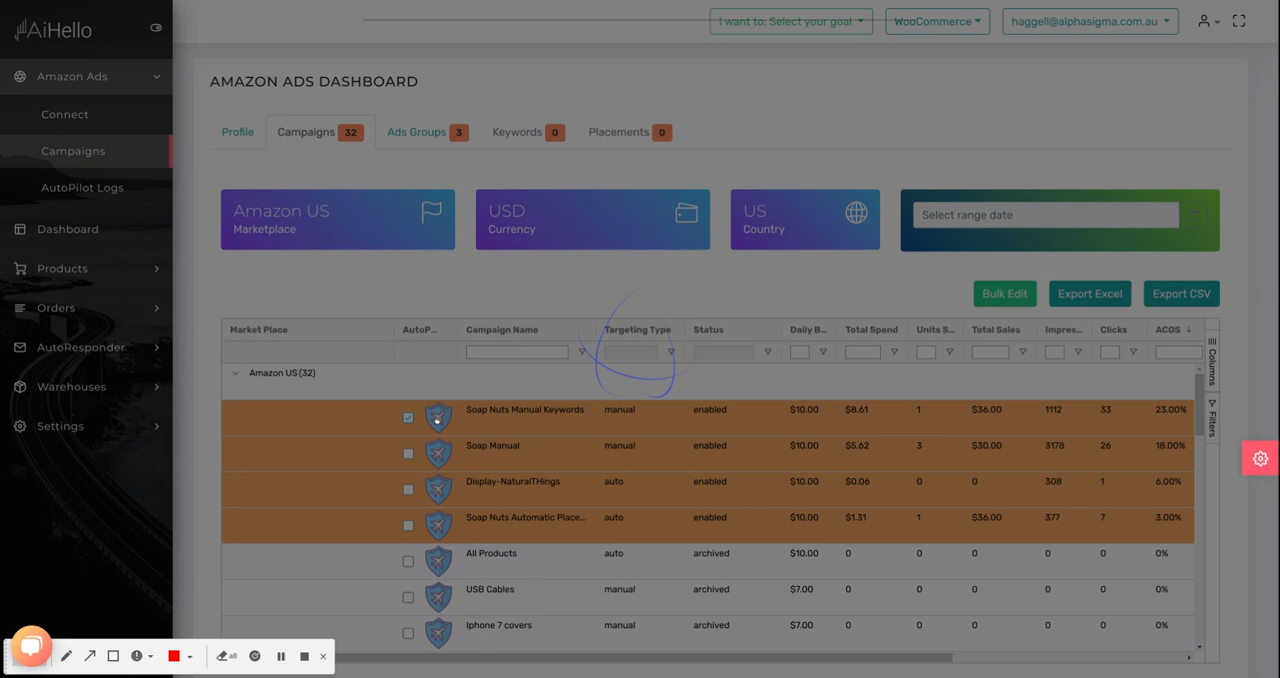 AiHello
I want to: Select your goal
WooCommerce
haggell@alphasigma.com.au
Amazon Ads
Connect
Campaigns
AutoPilot Logs
Dashboard
Products
Orders
AutoResponder
Warehouses
Settings
AMAZON ADS DASHBOARD
Profile
Campaigns 32
Ads Groups 3
Keywords 0
Placements 0
Amazon US
Marketplace
USD
Currency
US
Country
Select range date
Bulk Edit
Export Excel
Export CSV
Market Place AutoP... Campaign Name Targeting Type Status Daily B... Total Spend Units S... Total Sales Impres... Clicks ACOS
Amazon US (32)
Soap Nuts Manual Keywords manual enabled $10.00 $8.61 1 $36.00 1112 33 23.00%
Soap Manual manual enabled $10.00 $5.62 3 $30.00 3178 26 18.00%
Display-NaturalTHings auto enabled $10.00 $0.06 0 0 308 1 6.00%
Soap Nuts Automatic Place... auto enabled $10.00 $1.31 1 $36.00 377 7 3.00%
All Products auto archived $10.00 0 0 0 0 0 0%
USB Cables manual archived $7.00 0 0 0 0 0 0%
Iphone 7 covers manual archived $7.00 0 0 0 0 0 0%
Columns
Filters
all